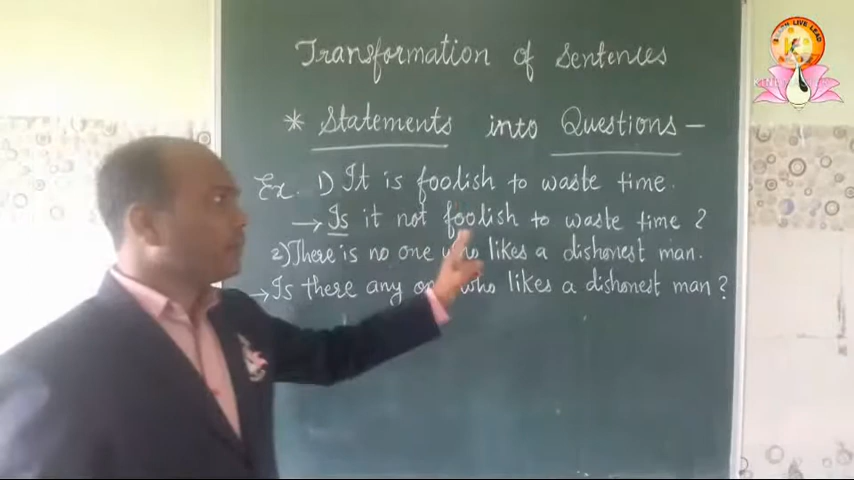 Transformation of Sentences
* Statements into Questions -
Ex. 1) It is foolish to waste time.
→ Is it not foolish to waste time ?
2) There is no one who likes a dishonest man.
→ Is there any one who likes a dishonest man ?